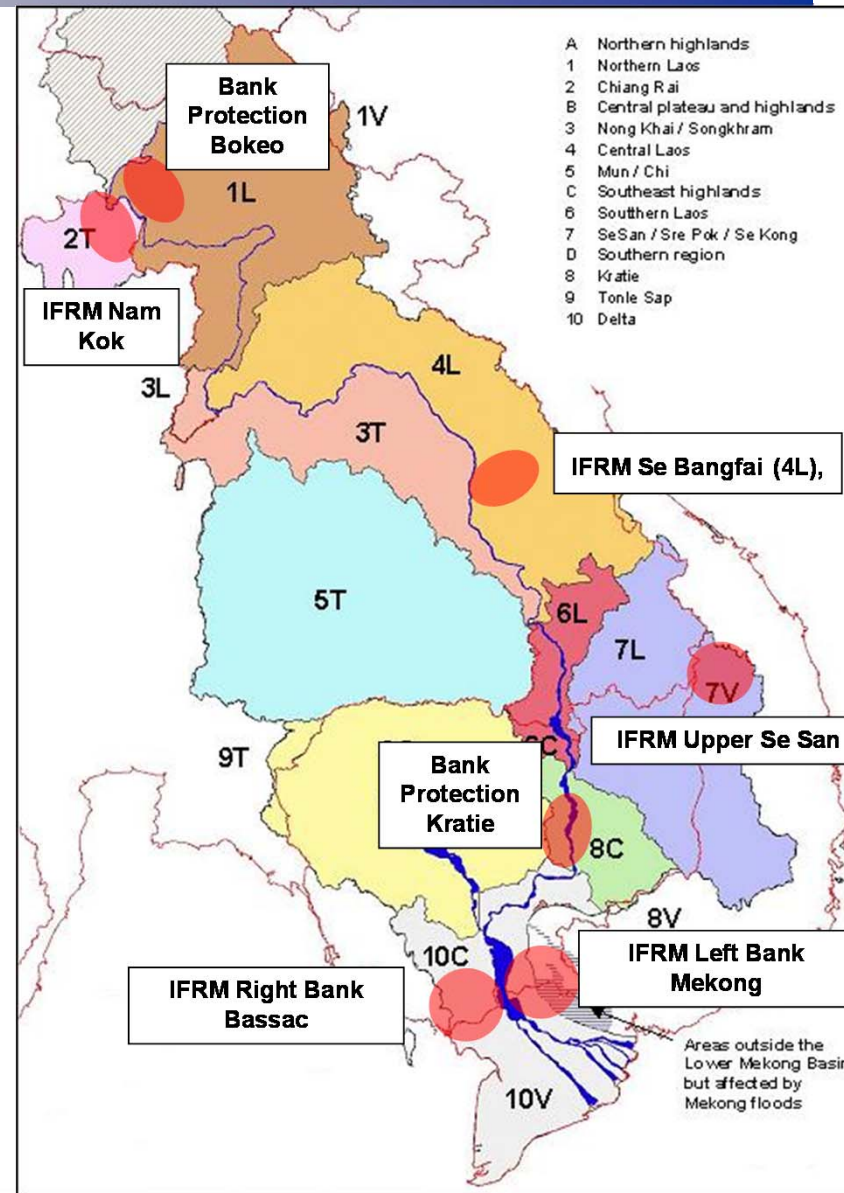 A Northern highlands
1 Northern Laos
2 Chiang Rai
B Central plateau and highlands
3 Nong Khai / Songkhram
4 Central Laos
5 Mun / Chi
C Southeast highlands
6 Southern Laos
7 SeSan / Sre Pok / Se Kong
D Southern region
8 Kratie
9 Tonle Sap
10 Delta
Bank
Protection
Bokeo
1V
1L
2T
IFRM Nam
Kok
3L
4L
3T
IFRM Se Bangfai (4L),
5T
6L
7L
7V
IFRM Upper Se San
9T
Bank
Protection
Kratie
8C
8V
10C
IFRM Left Bank
Mekong
IFRM Right Bank
Bassac
Areas outside the
Lower Mekong Basin
but affected by
Mekong floods
10V